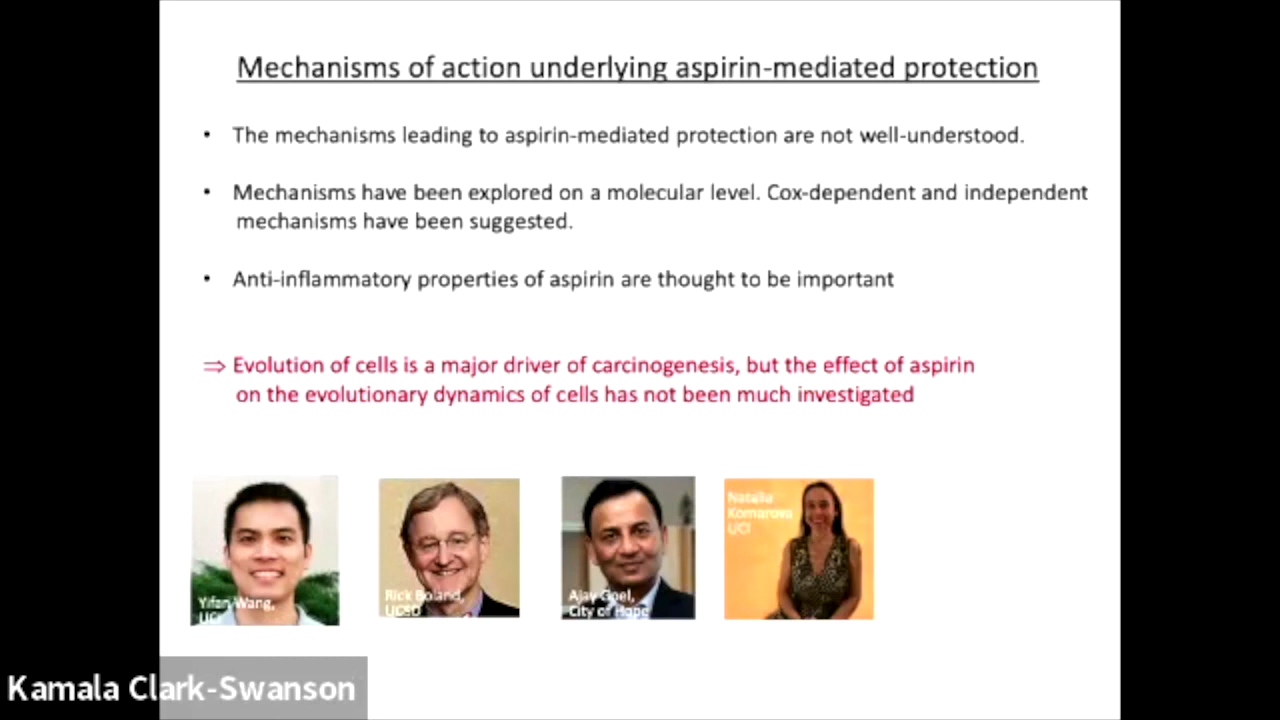 Mechanisms of action underlying aspirin-mediated protection
• The mechanisms leading to aspirin-mediated protection are not well-understood.
• Mechanisms have been explored on a molecular level. Cox-dependent and independent
mechanisms have been suggested.
• Anti-inflammatory properties of aspirin are thought to be important
⇒ Evolution of cells is a major driver of carcinogenesis, but the effect of aspirin
on the evolutionary dynamics of cells has not been much investigated
Yifan Wang,
Rick Boland,
UCSD
Ajay Goel,
City of Hope
Natalia
Komarova
UCI
Kamala Clark-Swanson